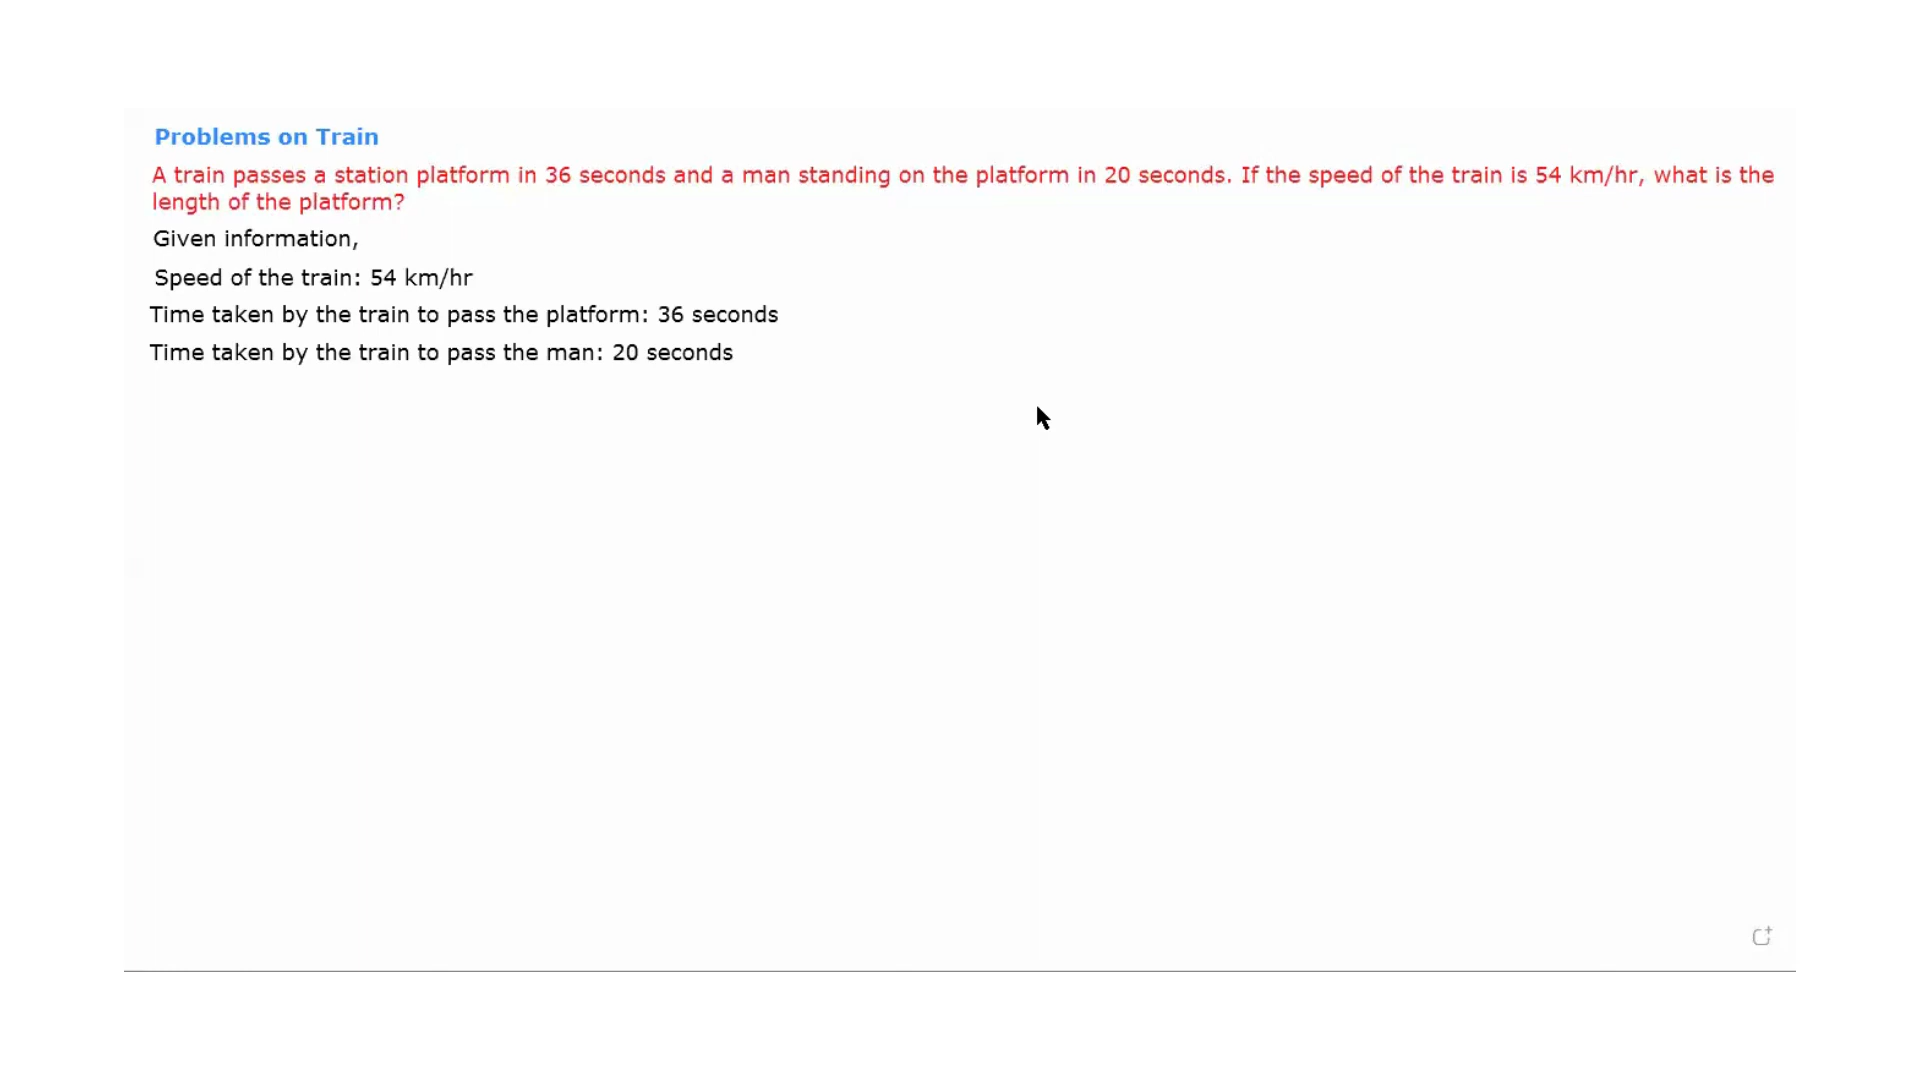 Problems on Train
A train passes a station platform in 36 seconds and a man standing on the platform in 20 seconds. If the speed of the train is 54 km/hr, what is the
length of the platform?
Given information,
Speed of the train: 54 km/hr
Time taken by the train to pass the platform: 36 seconds
Time taken by the train to pass the man: 20 seconds